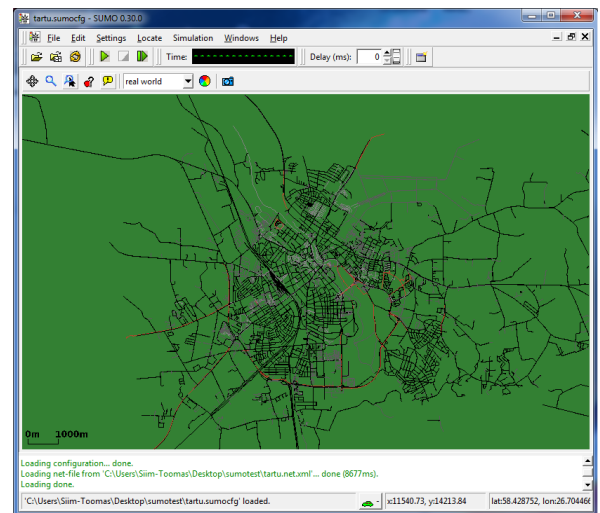 tartu.sumocfg - SUMO 0.30.0
File Edit Settings Locate Simulation Windows Help
Time: Delay (ms): 0
real world
0m 1000m
Loading configuration... done.
Loading net-file from 'C:\Users\Siim-Toomas\Desktop\sumotest\tartu.net.xml'... done (8677ms).
Loading done.
'C:\Users\Siim-Toomas\Desktop\sumotest\tartu.sumocfg' loaded. x:11540.73, y:14213.84 lat:58.428752, lon:26.704466